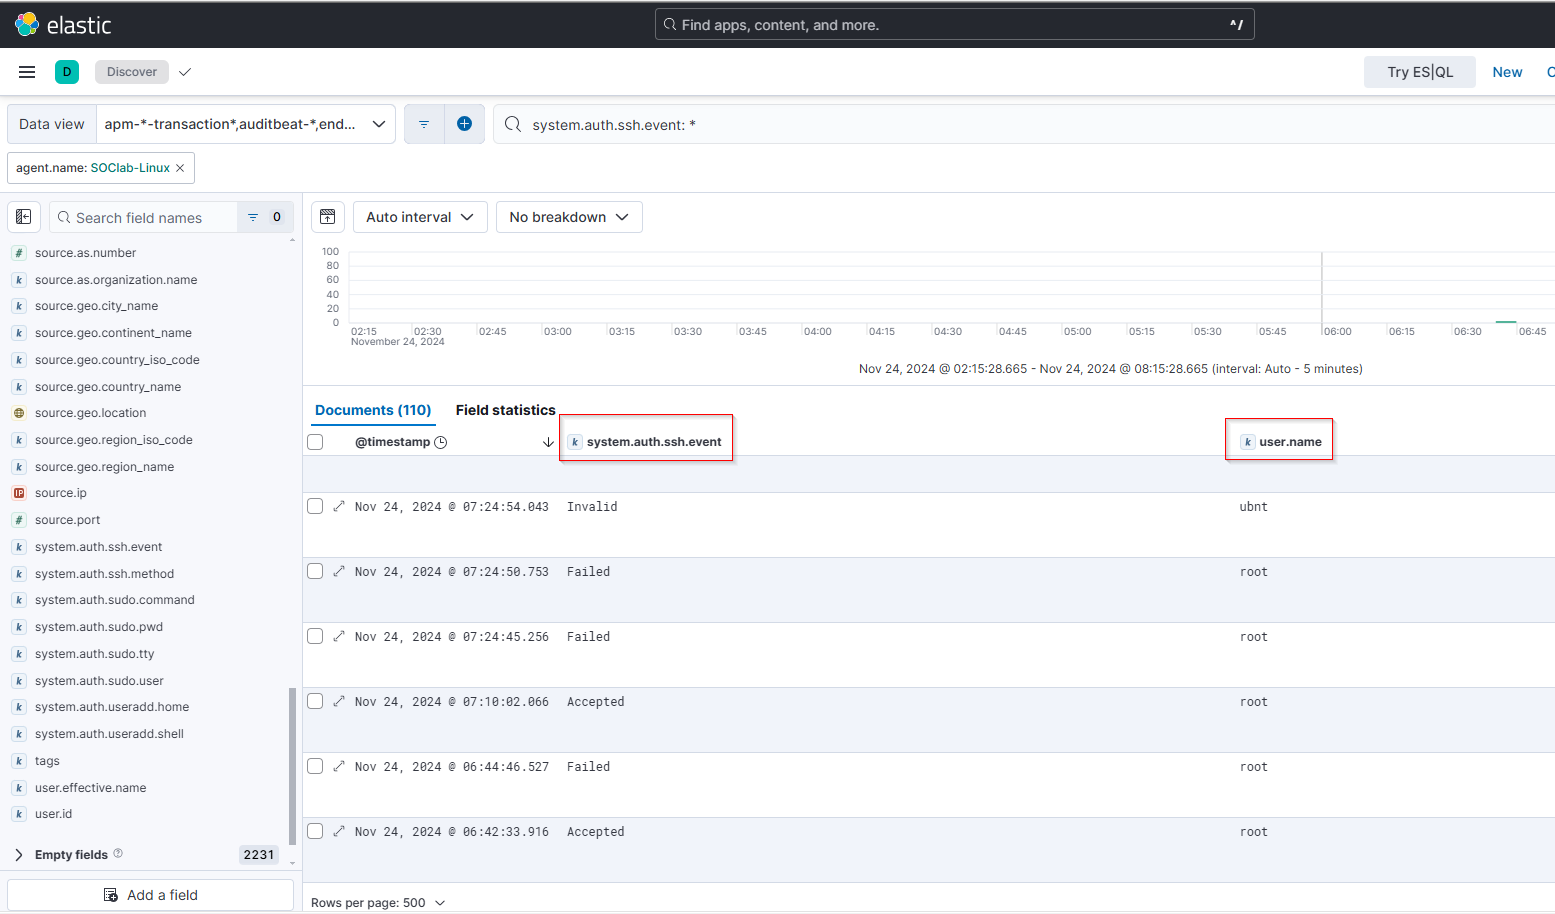 elastic
Find apps, content, and more.
^/
D
Discover
Try ES|QL
New
Data view
apm-*-transaction*,auditbeat-*,end...
system.auth.ssh.event: *
agent.name: SOClab-Linux ×
Search field names
0
Auto interval
No breakdown
# source.as.number
k source.as.organization.name
k source.geo.city_name
k source.geo.continent_name
k source.geo.country_iso_code
k source.geo.country_name
source.geo.location
k source.geo.region_iso_code
k source.geo.region_name
IP source.ip
# source.port
k system.auth.ssh.event
k system.auth.ssh.method
k system.auth.sudo.command
k system.auth.sudo.pwd
k system.auth.sudo.tty
k system.auth.sudo.user
k system.auth.useradd.home
k system.auth.useradd.shell
k tags
k user.effective.name
k user.id
Empty fields
2231
Add a field
100
80
60
40
20
0
02:15 02:30 02:45 03:00 03:15 03:30 03:45 04:00 04:15 04:30 04:45 05:00 05:15 05:30 05:45 06:00 06:15 06:30 06:45
November 24, 2024
Nov 24, 2024 @ 02:15:28.665 - Nov 24, 2024 @ 08:15:28.665 (interval: Auto - 5 minutes)
Documents (110) Field statistics
@timestamp k system.auth.ssh.event k user.name
Nov 24, 2024 @ 07:24:54.043 Invalid ubnt
Nov 24, 2024 @ 07:24:50.753 Failed root
Nov 24, 2024 @ 07:24:45.256 Failed root
Nov 24, 2024 @ 07:10:02.066 Accepted root
Nov 24, 2024 @ 06:44:46.527 Failed root
Nov 24, 2024 @ 06:42:33.916 Accepted root
Rows per page: 500